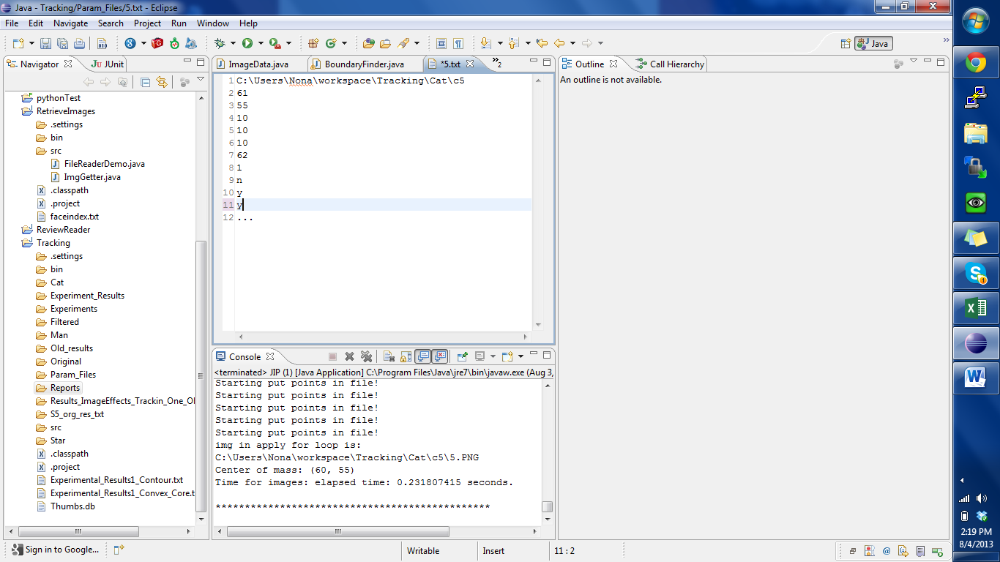 Java - Tracking/Param_Files/5.txt - Eclipse
File Edit Navigate Search Project Run Window Help
Java
Navigator JUnit
pythonTest
RetrieveImages
.settings
bin
src
FileReaderDemo.java
ImgGetter.java
.classpath
.project
faceindex.txt
ReviewReader
Tracking
.settings
bin
Cat
Experiment_Results
Experiments
Filtered
Man
Old_results
Original
Param_Files
Reports
Results_ImageEffects_Trackin_One_Ol
S5_org_res_txt
src
Star
.classpath
.project
Experimental_Results1_Contour.txt
Experimental_Results1_Convex_Core.t
Thumbs.db
ImageData.java BoundaryFinder.java *5.txt »2
1 C:\Users\Nona\workspace\Tracking\Cat\c5
2 61
3 55
4 10
5 10
6 10
7 62
8 1
9 n
10 y
11 y
12 ...
Console
<terminated> JIP (1) [Java Application] C:\Program Files\Java\jre7\bin\javaw.exe (Aug 3,
Starting put points in file!
Starting put points in file!
Starting put points in file!
Starting put points in file!
Starting put points in file!
img in apply for loop is:
C:\Users\Nona\workspace\Tracking\Cat\c5\5.PNG
Center of mass: (60, 55)
Time for images: elapsed time: 0.231807415 seconds.
***********************************************
Outline Call Hierarchy
An outline is not available.
Sign in to Google... Writable Insert 11 : 2
2:19 PM
8/4/2013